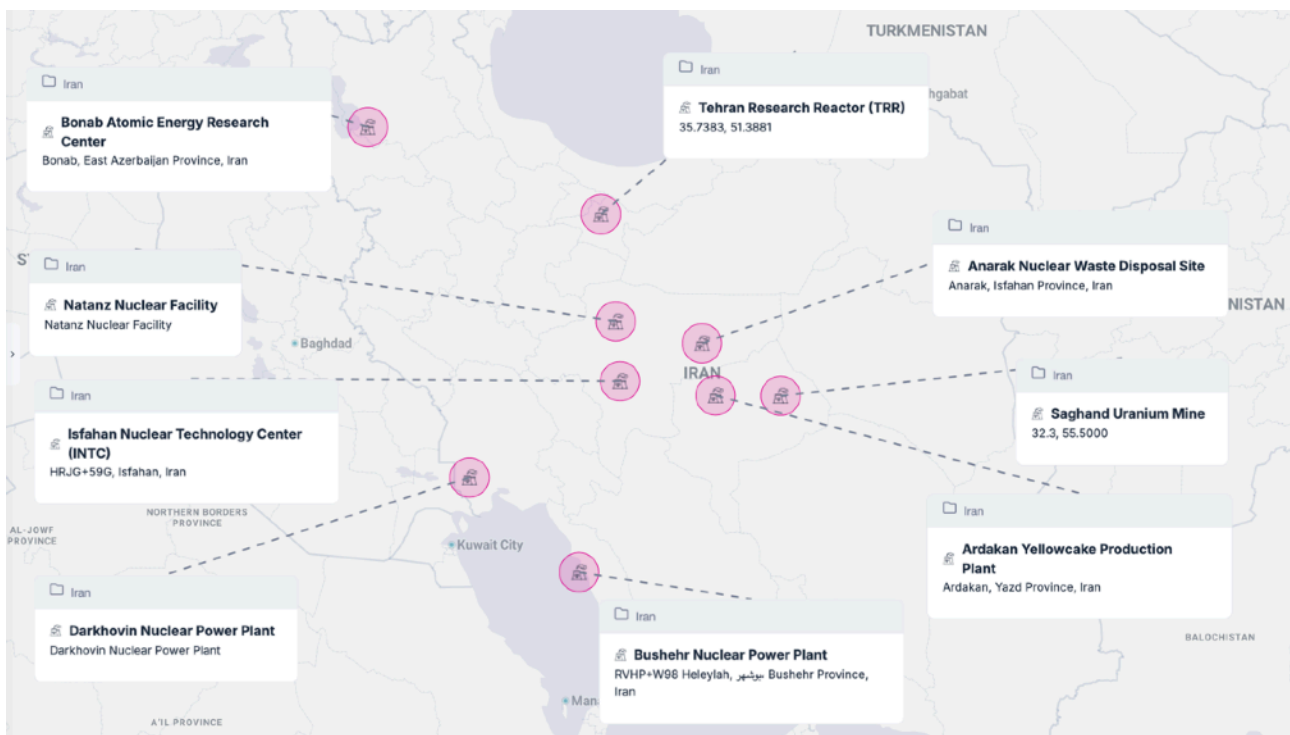 TURKMENISTAN
Iran
Bonab Atomic Energy Research
Center
Bonab, East Azerbaijan Province, Iran
Iran
Tehran Research Reactor (TRR)
35.7383, 51.3881
hgabat
Iran
Anarak Nuclear Waste Disposal Site
Anarak, Isfahan Province, Iran
NISTAN
S
Iran
Natanz Nuclear Facility
Natanz Nuclear Facility
Baghdad
IRAN
Iran
Saghand Uranium Mine
32.3, 55.5000
Iran
Isfahan Nuclear Technology Center
(INTC)
HRJG+59G, Isfahan, Iran
NORTHERN BORDERS
PROVINCE
AL-JOWF
PROVINCE
Kuwait City
Iran
Ardakan Yellowcake Production
Plant
Ardakan, Yazd Province, Iran
Iran
Darkhovin Nuclear Power Plant
Darkhovin Nuclear Power Plant
Iran
Bushehr Nuclear Power Plant
RVHP+W98 Heleylah, بوشهر, Bushehr Province,
Iran
BALOCHISTAN
Man
A'IL PROVINCE